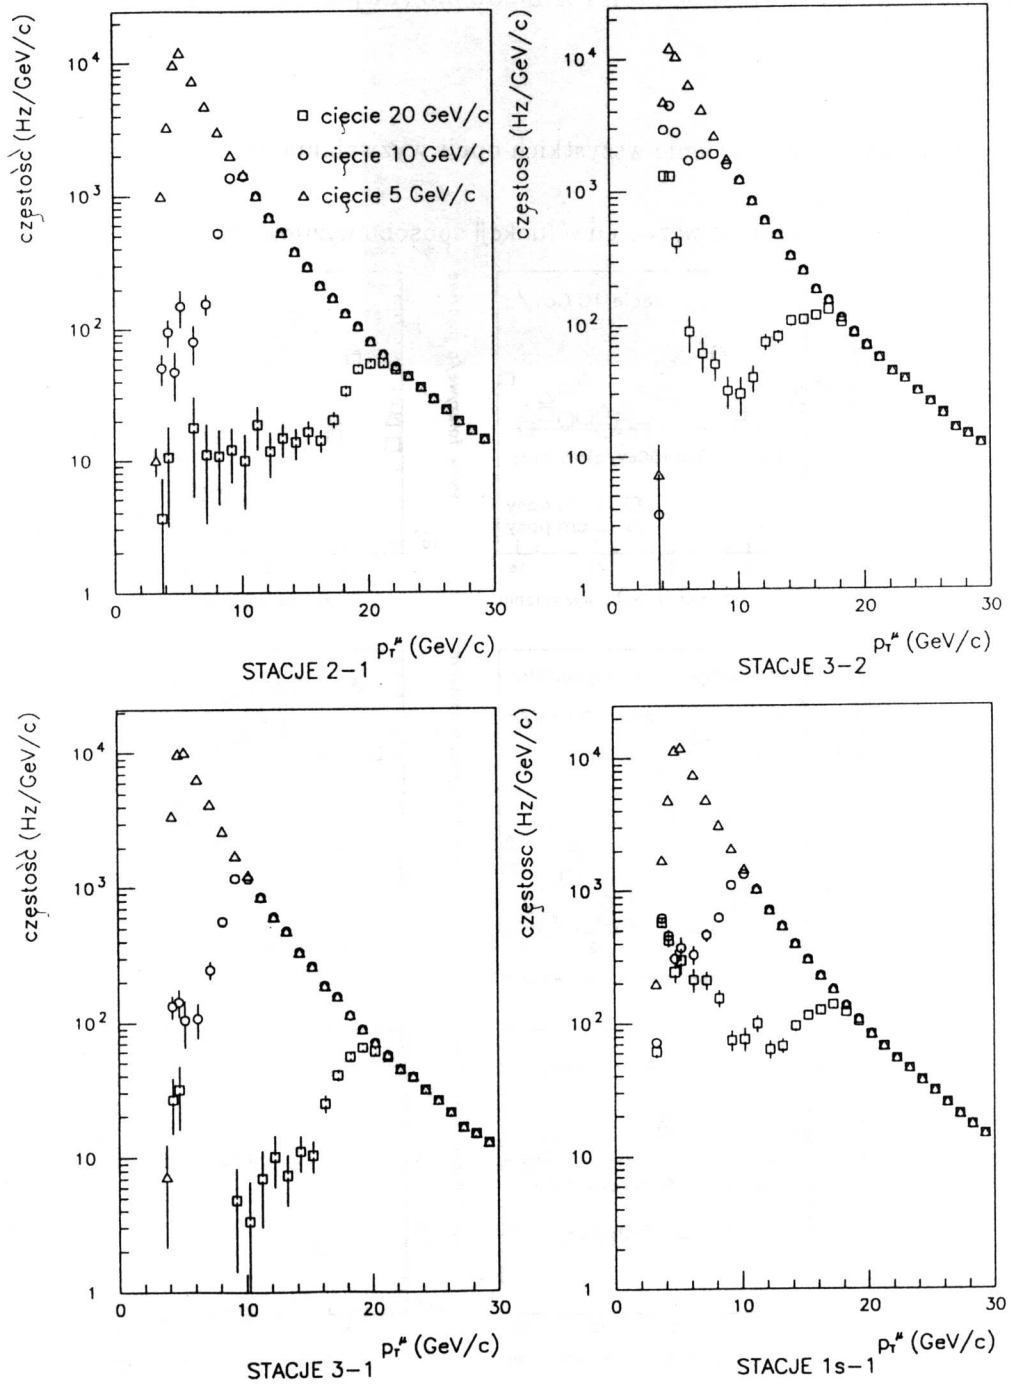 częstość (Hz/GeV/c)
10⁴
10³
10²
10
1
□ cięcie 20 GeV/c
○ cięcie 10 GeV/c
△ cięcie 5 GeV/c
0 10 20 30
p_T^μ (GeV/c)
STACJE 2-1
częstość (Hz/GeV/c)
10⁴
10³
10²
10
1
0 10 20 30
p_T^μ (GeV/c)
STACJE 3-2
częstość (Hz/GeV/c)
10⁴
10³
10²
10
1
0 10 20 30
p_T^μ (GeV/c)
STACJE 3-1
częstość (Hz/GeV/c)
10⁴
10³
10²
10
1
0 10 20 30
p_T^μ (GeV/c)
STACJE 1s-1